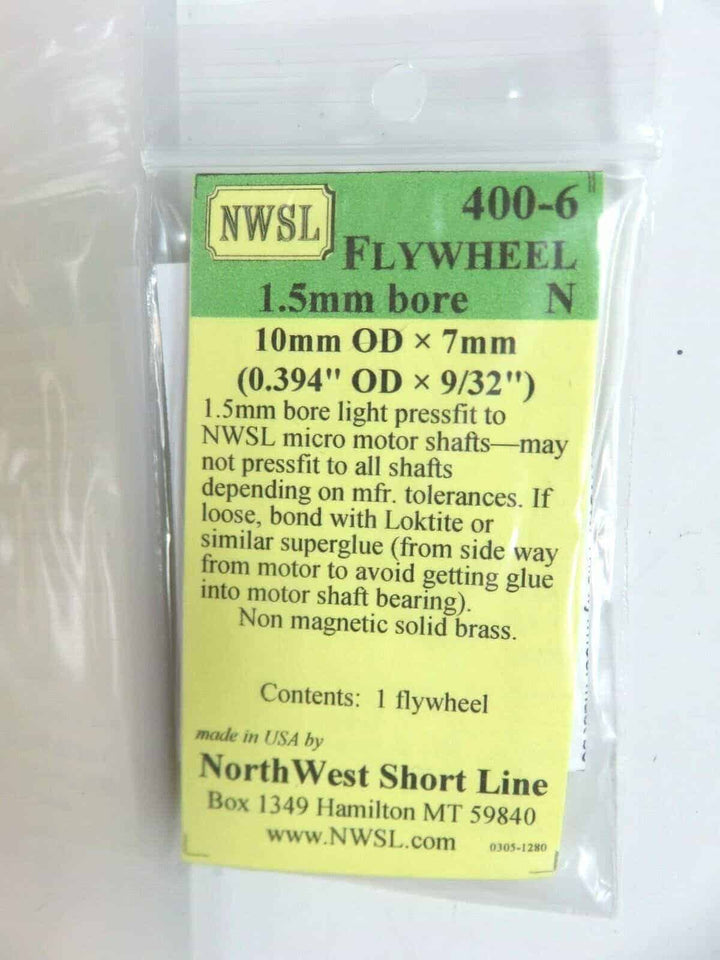 NWSL
400-6
FLYWHEEL
1.5mm bore N
10mm OD × 7mm
(0.394" OD × 9/32")
1.5mm bore light pressfit to
NWSL micro motor shafts—may
not pressfit to all shafts
depending on mfr. tolerances. If
loose, bond with Loktite or
similar superglue (from side way
from motor to avoid getting glue
into motor shaft bearing).
Non magnetic solid brass.
Contents: 1 flywheel
made in USA by
NorthWest Short Line
Box 1349 Hamilton MT 59840
www.NWSL.com 0305-1280